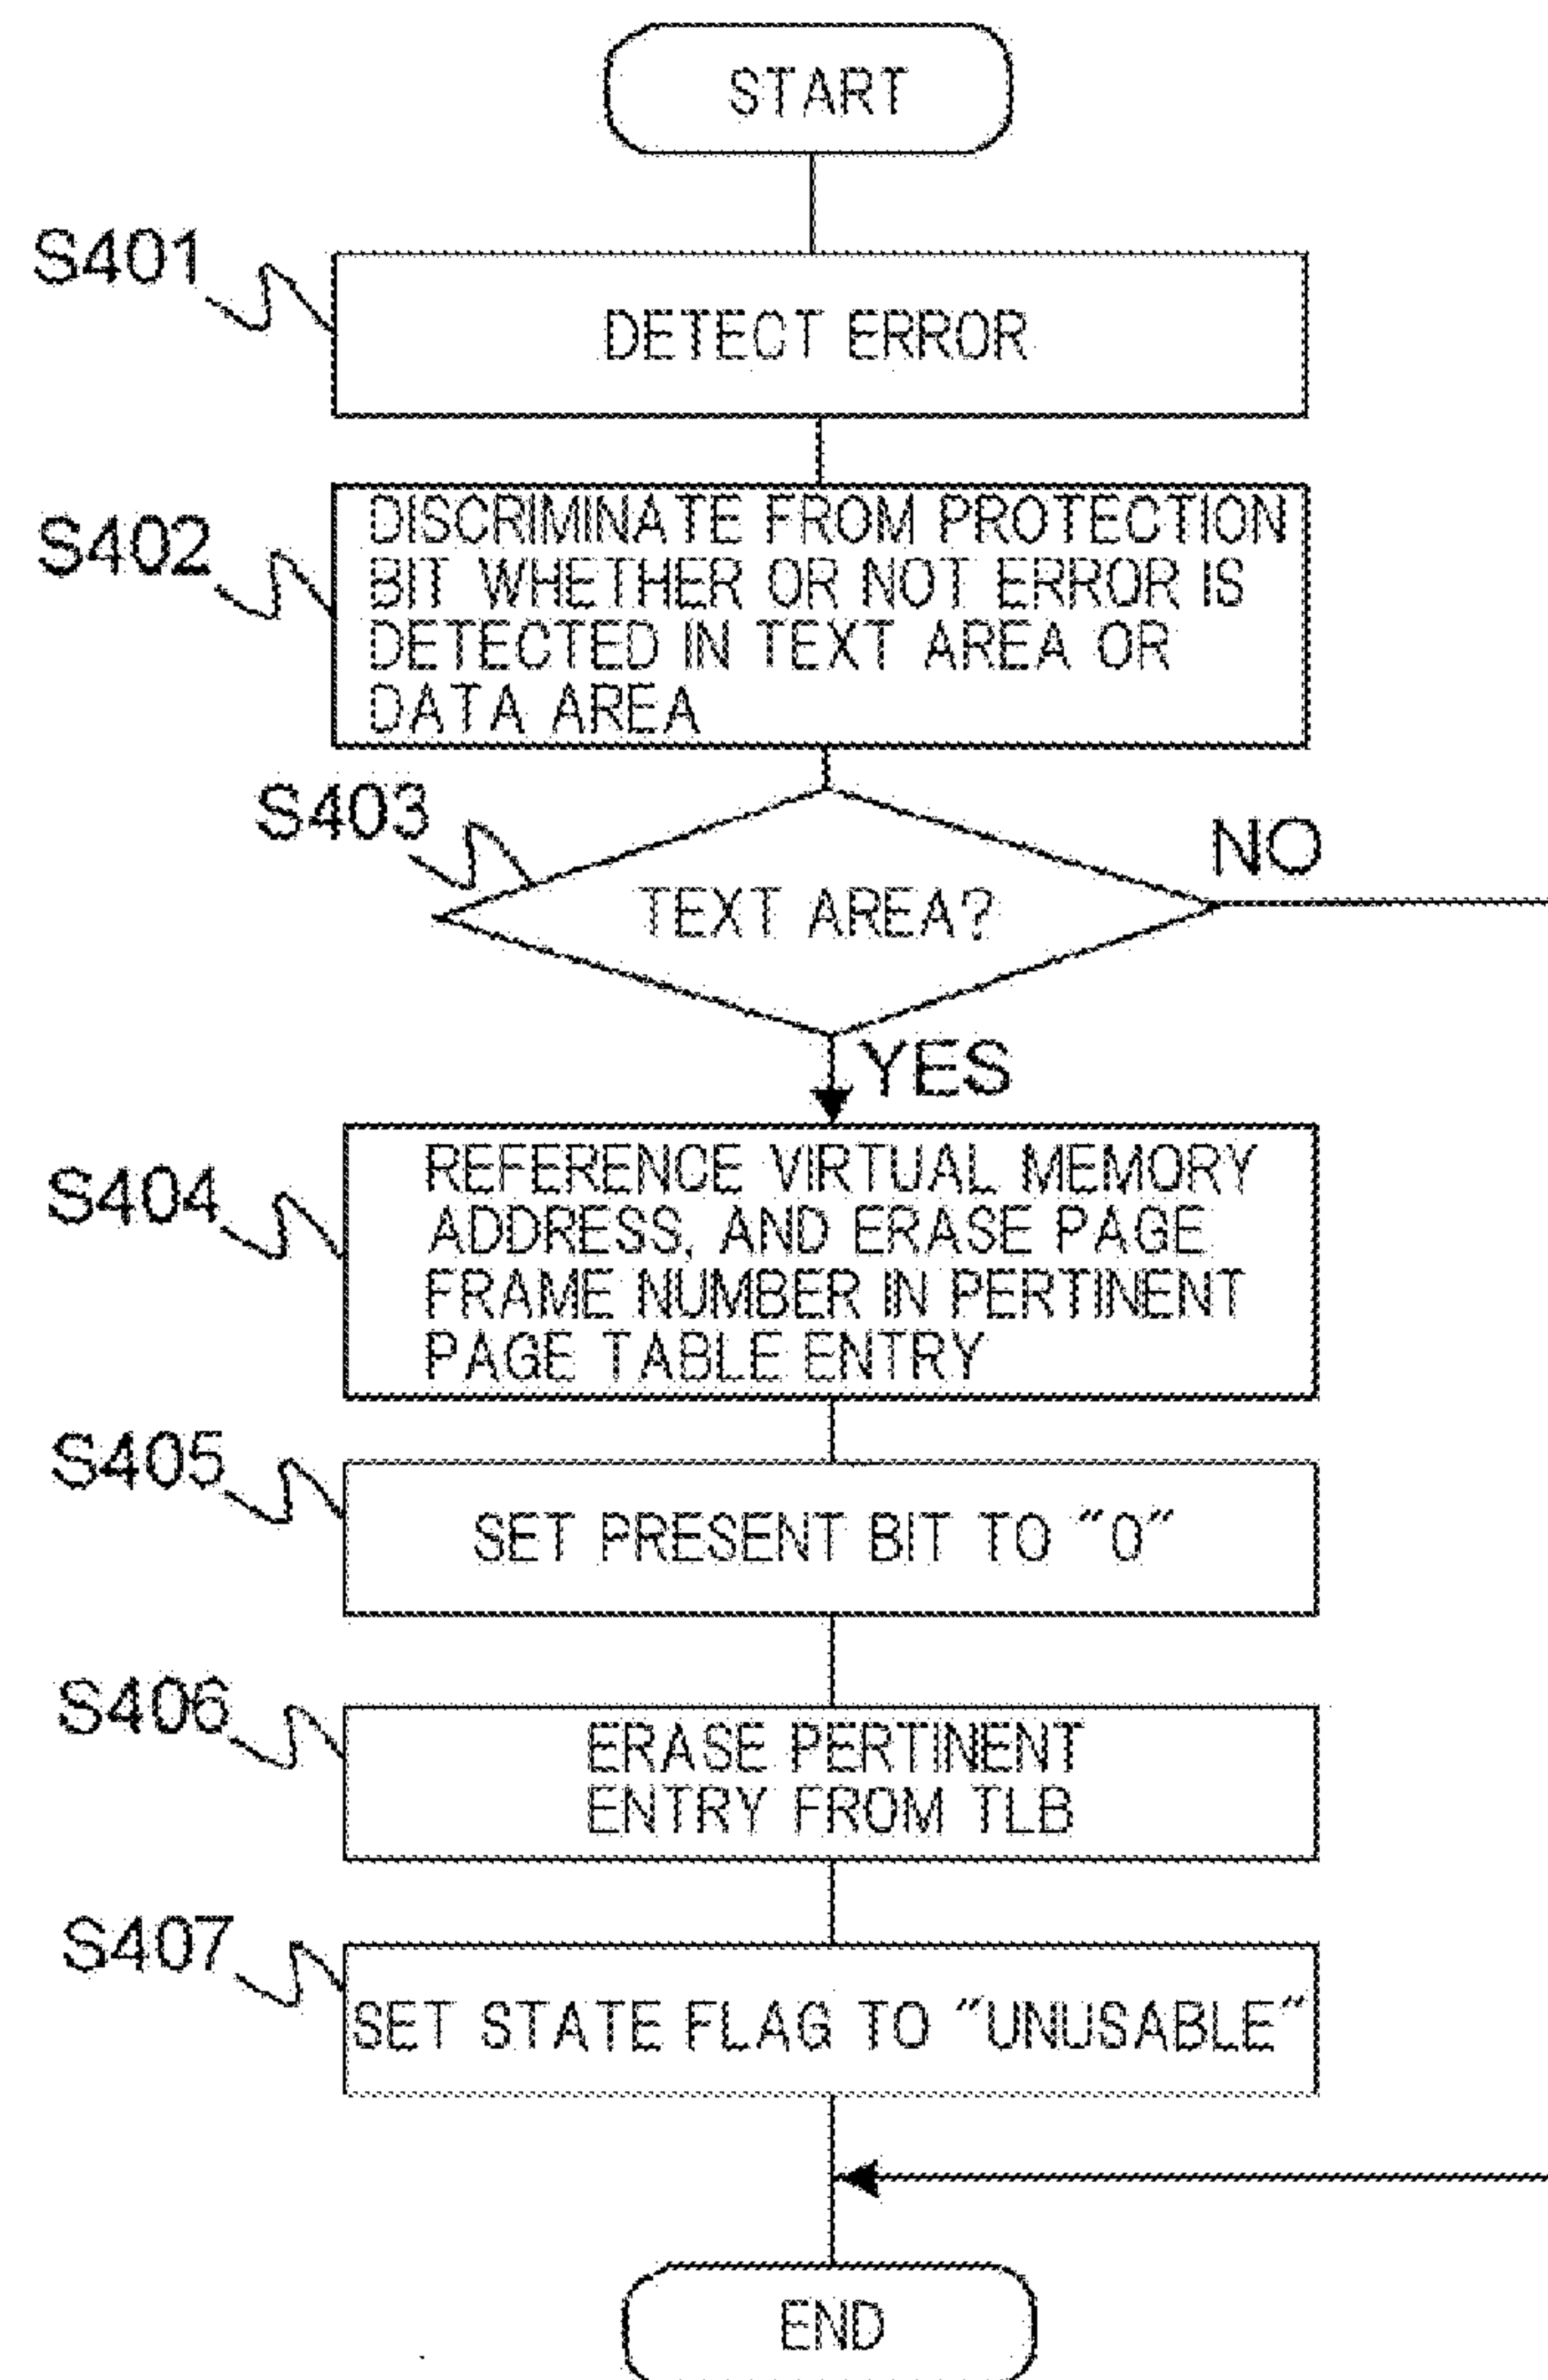 START
S401
DETECT ERROR
S402
DISCRIMINATE FROM PROTECTION
BIT WHETHER OR NOT ERROR IS
DETECTED IN TEXT AREA OR
DATA AREA
S403
TEXT AREA?
NO
YES
S404
REFERENCE VIRTUAL MEMORY
ADDRESS, AND ERASE PAGE
FRAME NUMBER IN PERTINENT
PAGE TABLE ENTRY
S405
SET PRESENT BIT TO "0"
S406
ERASE PERTINENT
ENTRY FROM TLB
S407
SET STATE FLAG TO "UNUSABLE"
END